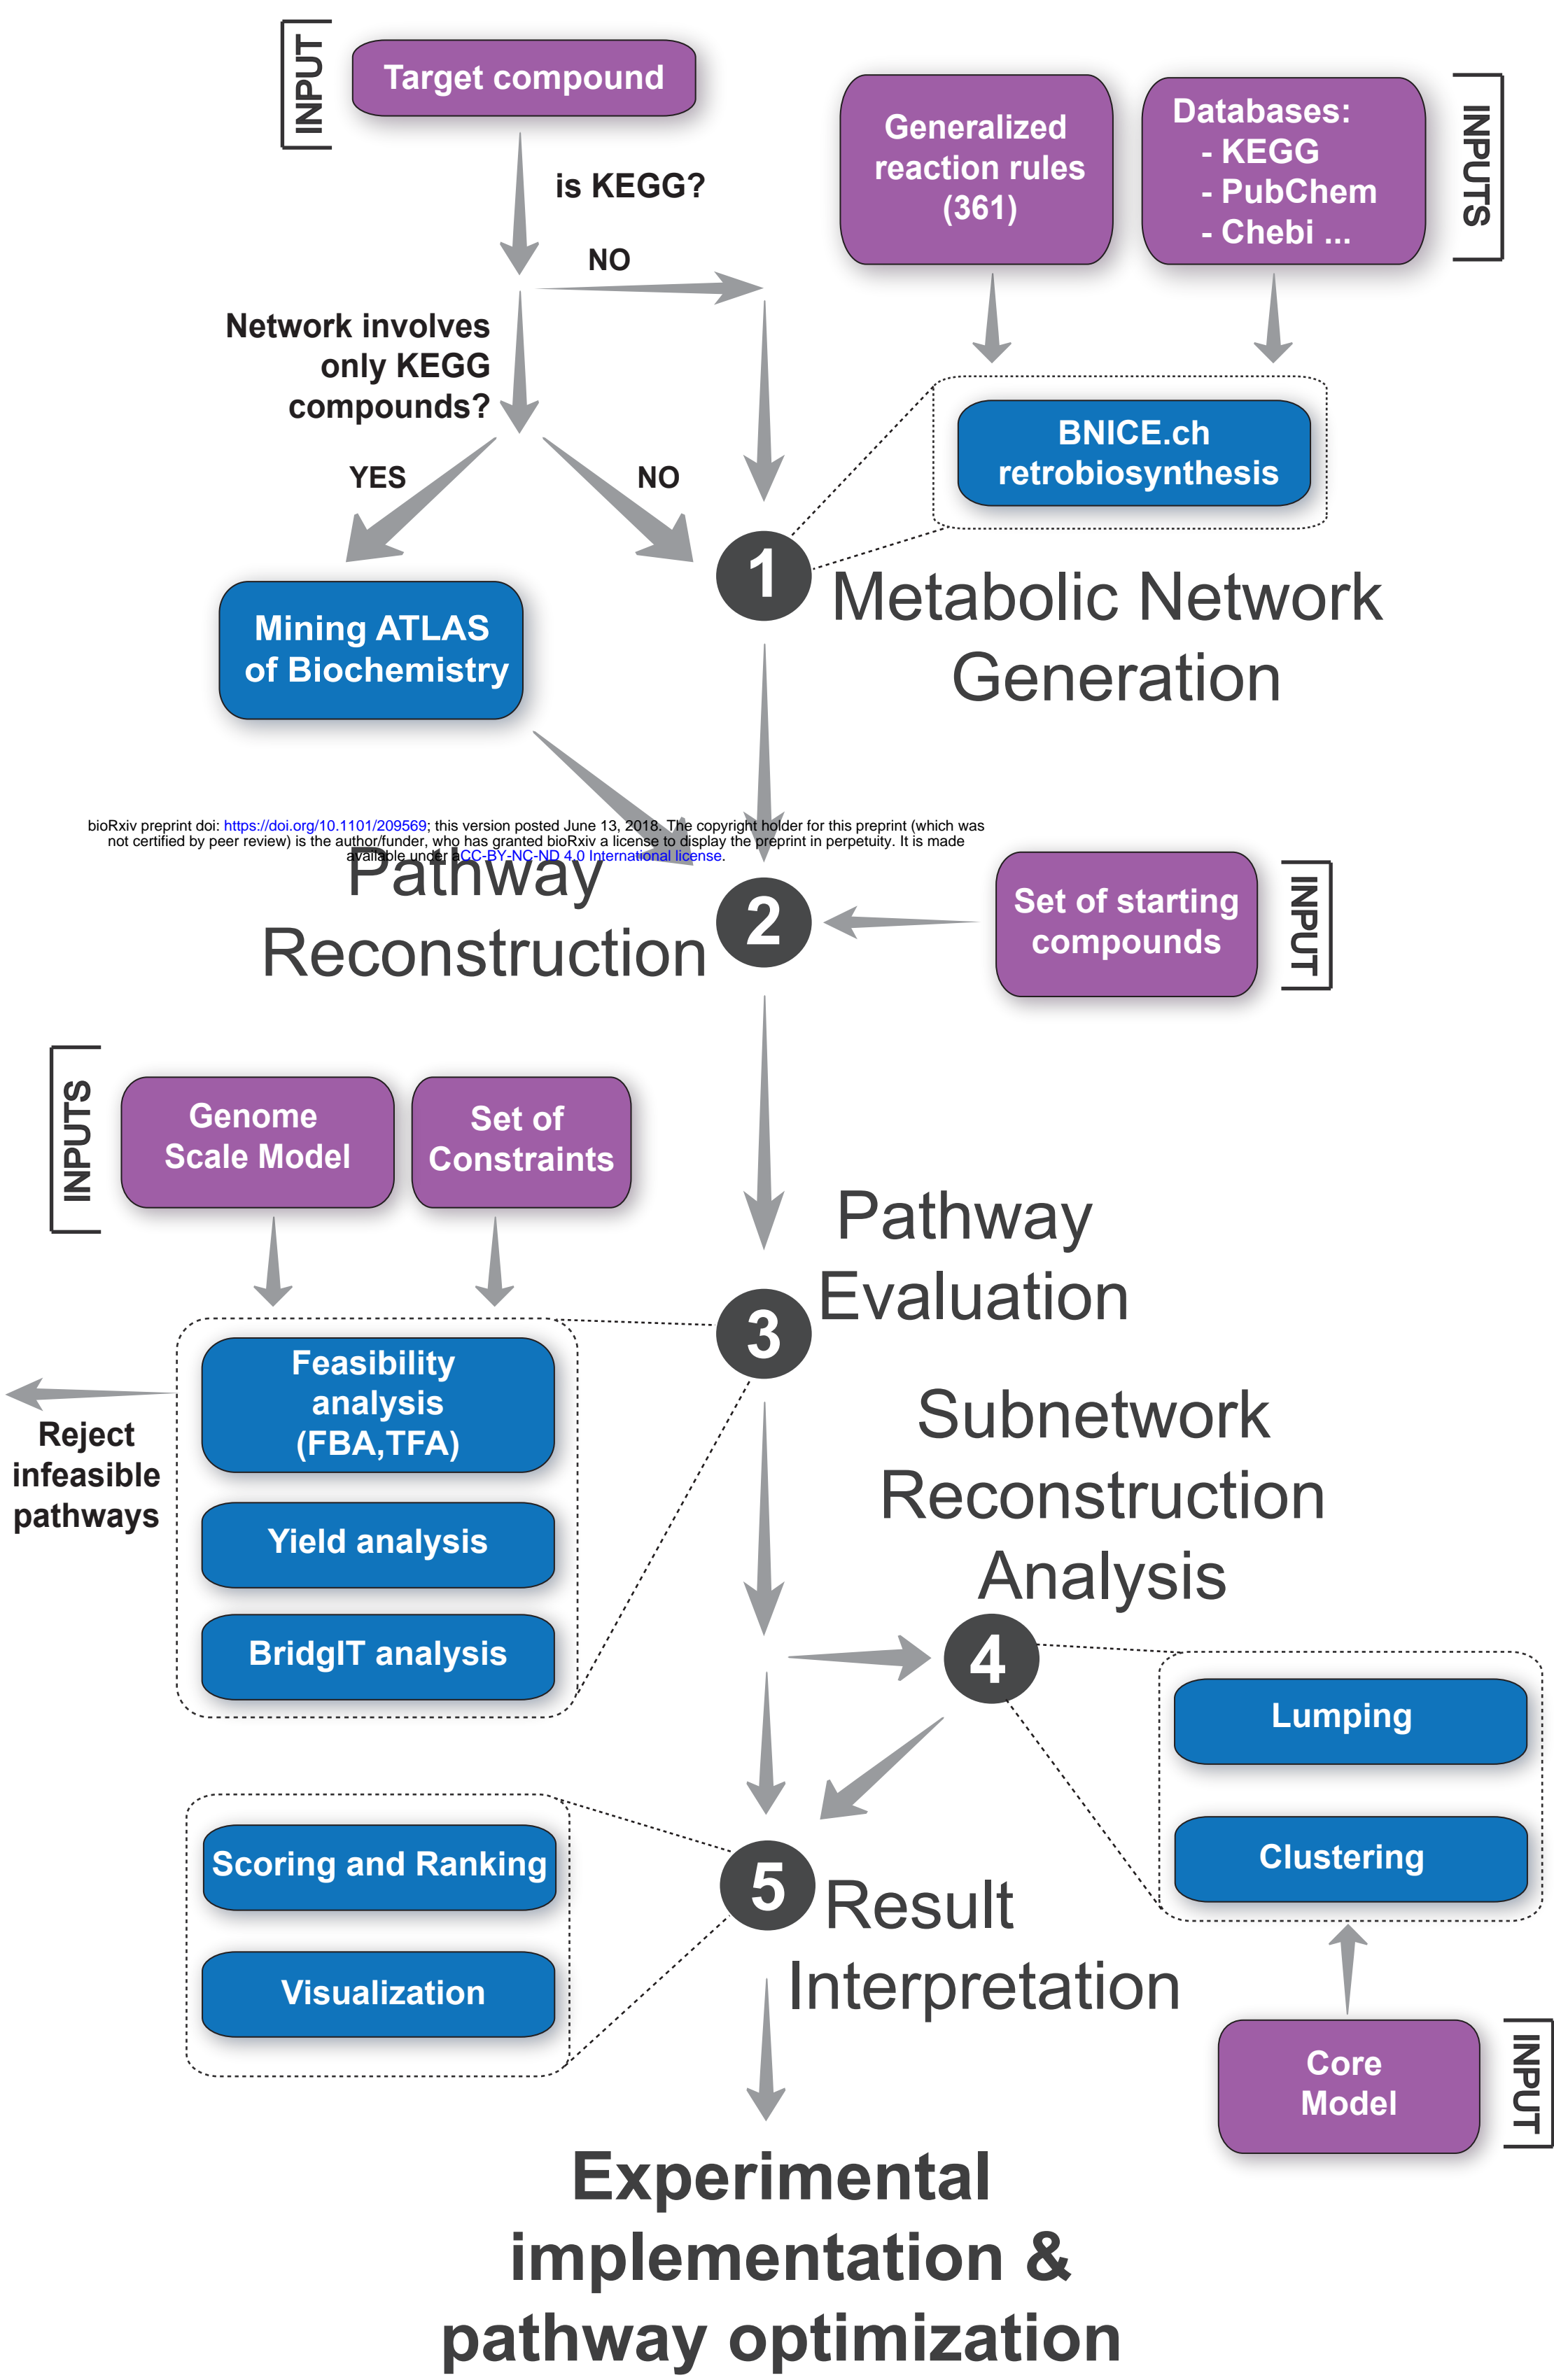 INPUT
Target compound
is KEGG?
NO
Generalized
reaction rules
(361)
Databases:
- KEGG
- PubChem
- Chebi ...
INPUTS
Network involves
only KEGG
compounds?
YES
NO
BNICE.ch
retrobiosynthesis
1
Metabolic Network
Generation
Mining ATLAS
of Biochemistry
bioRxiv preprint doi: https://doi.org/10.1101/209569; this version posted June 13, 2018. The copyright holder for this preprint (which was
not certified by peer review) is the author/funder, who has granted bioRxiv a license to display the preprint in perpetuity. It is made
available under aCC-BY-NC-ND 4.0 International license.
Pathway
Reconstruction
2
Set of starting
compounds
INPUT
INPUTS
Genome
Scale Model
Set of
Constraints
Pathway
Evaluation
3
Feasibility
analysis
(FBA,TFA)
Reject
infeasible
pathways
Yield analysis
BridgIT analysis
Subnetwork
Reconstruction
Analysis
4
Lumping
Clustering
Scoring and Ranking
Visualization
5
Result
Interpretation
Core
Model
INPUT
Experimental
implementation &
pathway optimization